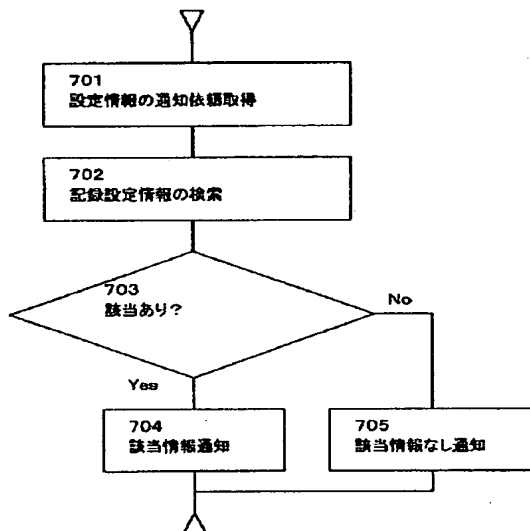 701
設定情報の通知依頼取得
702
記録設定情報の検索
703
該当あり?
No
Yes
704
該当情報通知
705
該当情報なし通知